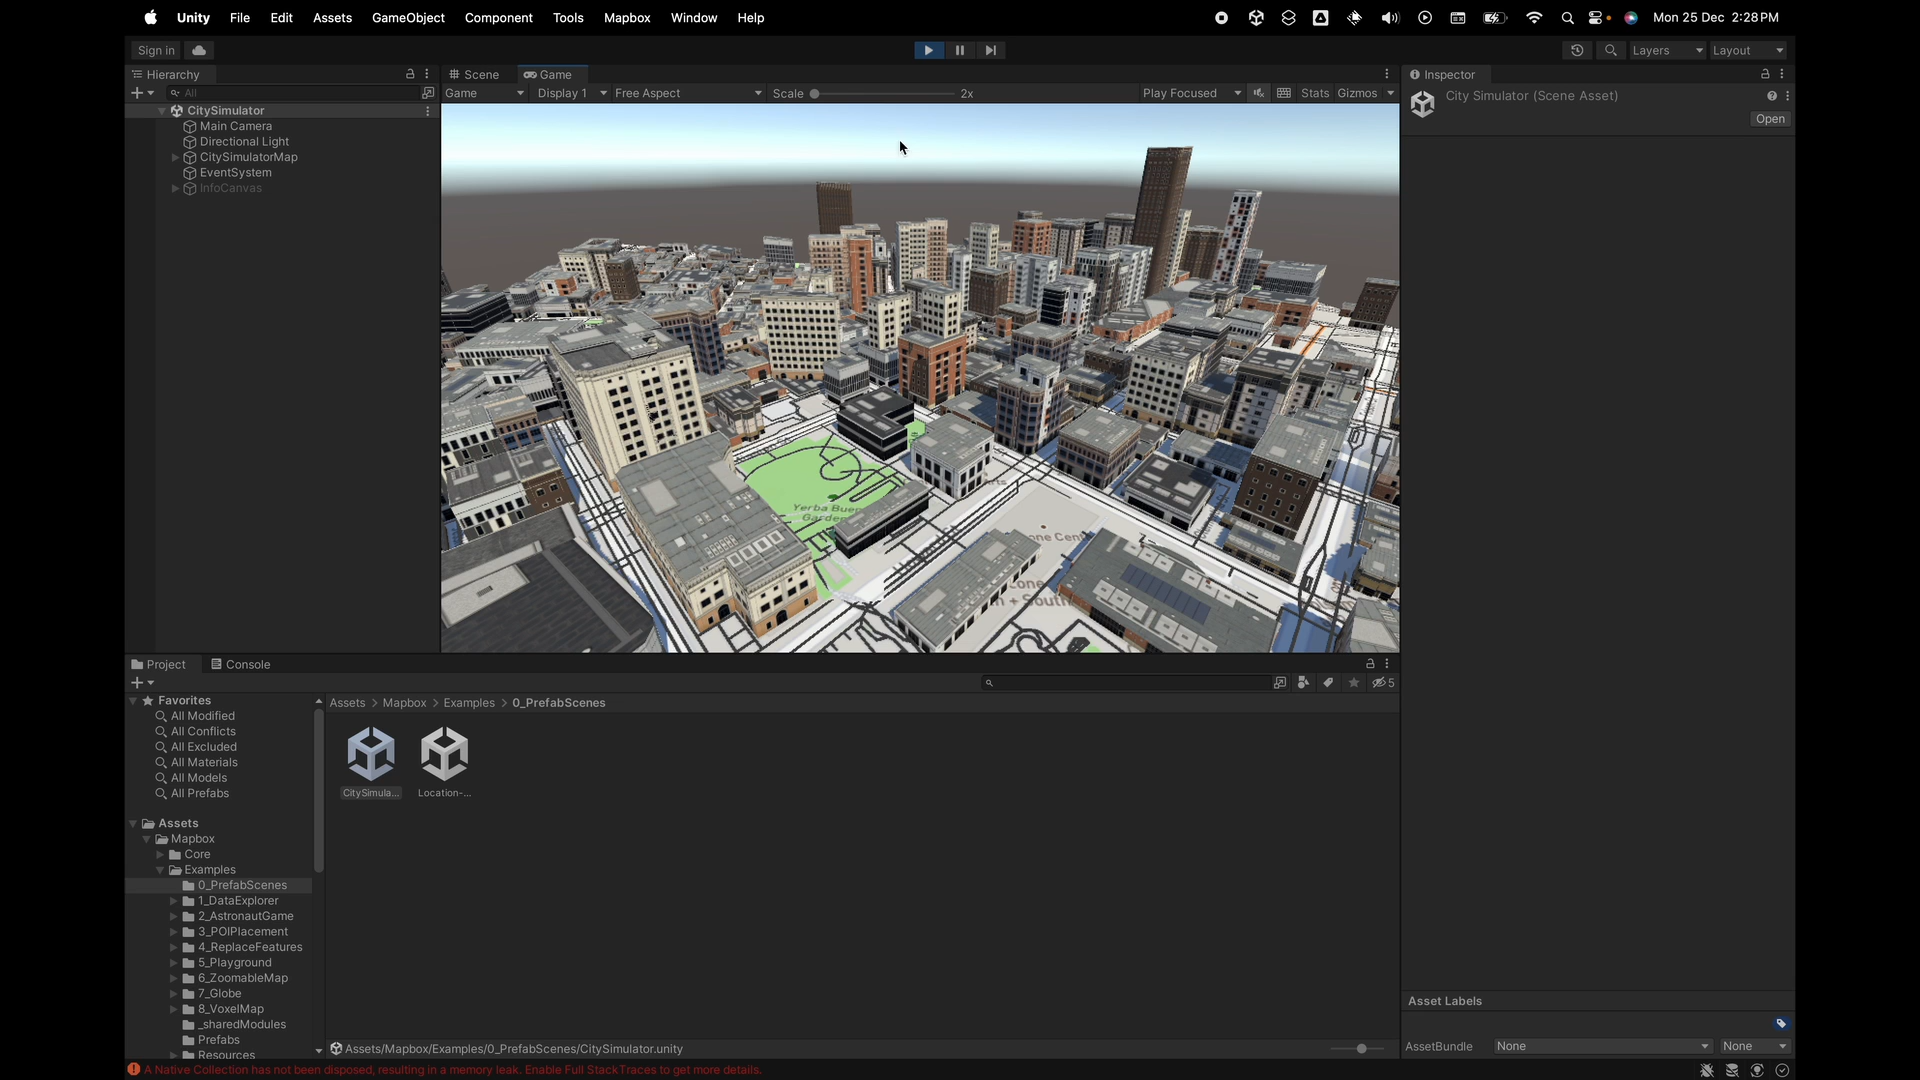 Unity File Edit Assets GameObject Component Tools Mapbox Window Help Mon 25 Dec 2:28 PM
Sign in Layers Layout
Hierarchy Scene Game Inspector
All Game Display 1 Free Aspect Scale 2x Play Focused Stats Gizmos City Simulator (Scene Asset)
CitySimulator Open
Main Camera
Directional Light
CitySimulatorMap
EventSystem
InfoCanvas
Yerba Buen
Garden
one Cen
cone
h + South
Project Console
5
Favorites Assets > Mapbox > Examples > 0_PrefabScenes
All Modified
All Conflicts
All Excluded
All Materials
All Models
All Prefabs CitySimula... Location-...
Assets
Mapbox
Core
Examples
0_PrefabScenes
1_DataExplorer
2_AstronautGame
3_POIPlacement
4_ReplaceFeatures
5_Playground
6_ZoomableMap
7_Globe
8_VoxelMap
_sharedModules
Prefabs
Resources
Asset Labels
Assets/Mapbox/Examples/0_PrefabScenes/CitySimulator.unity AssetBundle None None
A Native Collection has not been disposed, resulting in a memory leak. Enable Full StackTraces to get more details.